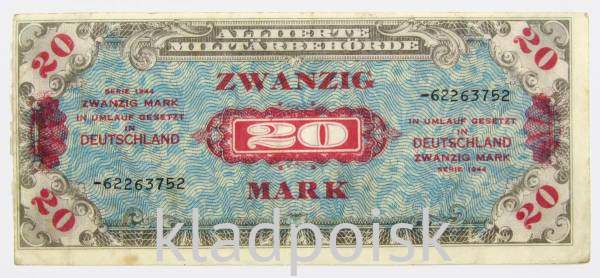 ALLIIERTE
MILITÄRBEHÖRDE
20
20
ZWANZIG
SERIE 1944
ZWANZIG MARK
IN UMLAUF GESETZT
IN
DEUTSCHLAND
-62263752
20
-62263752
IN UMLAUF GESETZT
IN
DEUTSCHLAND
ZWANZIG MARK
SERIE 1944
MARK
20
20
kladpoisk